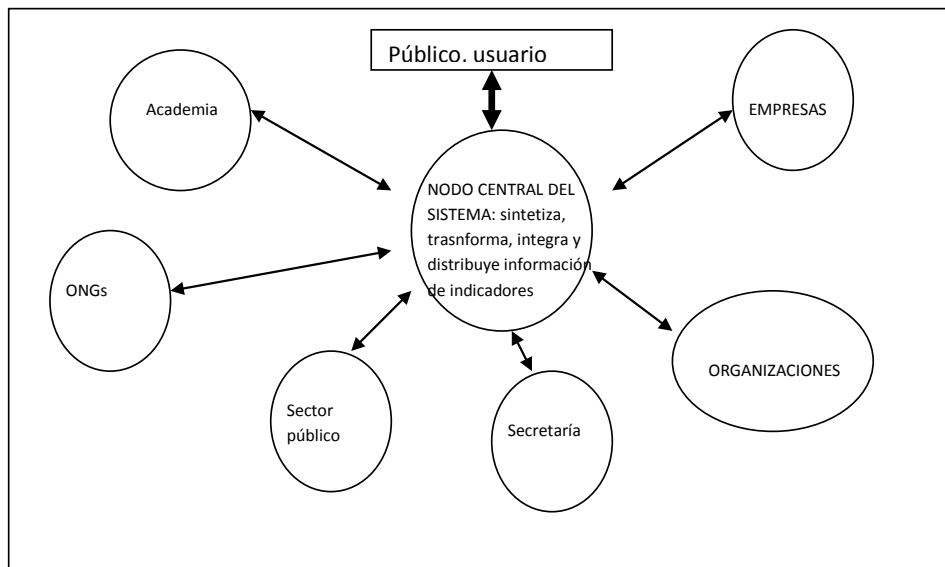 Público. usuario
Academia
EMPRESAS
NODO CENTRAL DEL
SISTEMA: sintetiza,
trasnforma, integra y
distribuye información
de indicadores
ONGs
ORGANIZACIONES
Sector
público
Secretaría